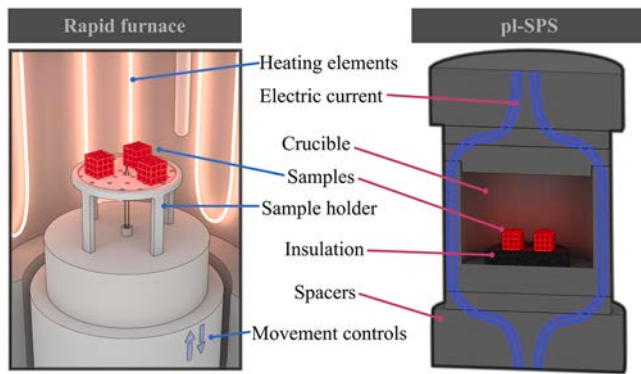 Rapid furnace
pl-SPS
Heating elements
Electric current
Crucible
Samples
Sample holder
Insulation
Spacers
Movement controls